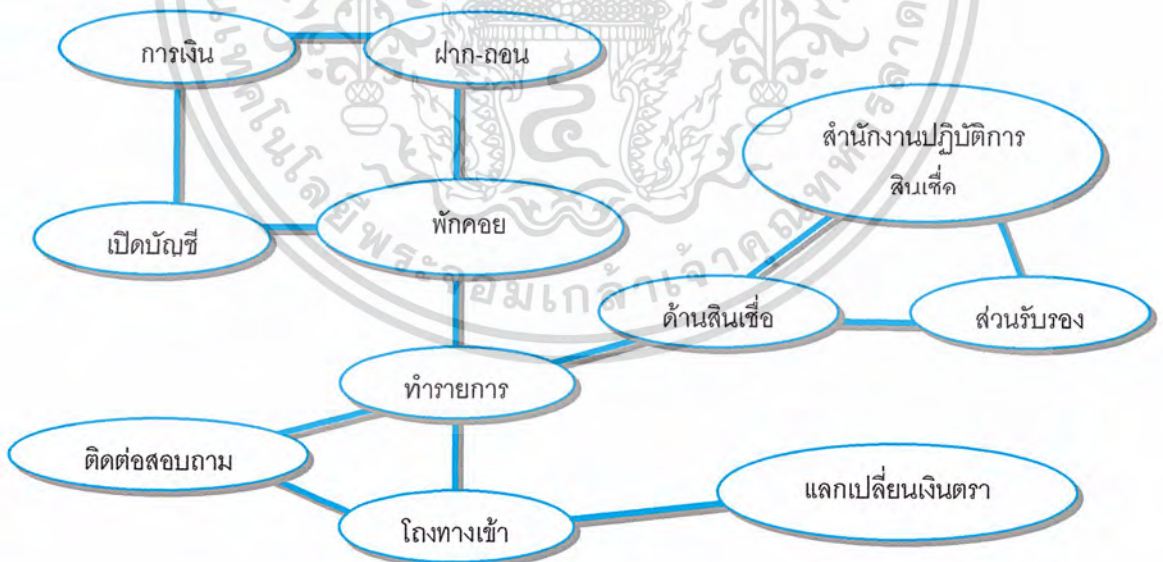 การเงิน
ฝาก-ถอน
สำนักงานปฏิบัติการ
สินเชื่อ
เปิดบัญชี
พักคอย
ด้านสินเชื่อ
ส่วนรับรอง
ทำรายการ
ติดต่อสอบถาม
แลกเปลี่ยนเงินตรา
โถงทางเข้า